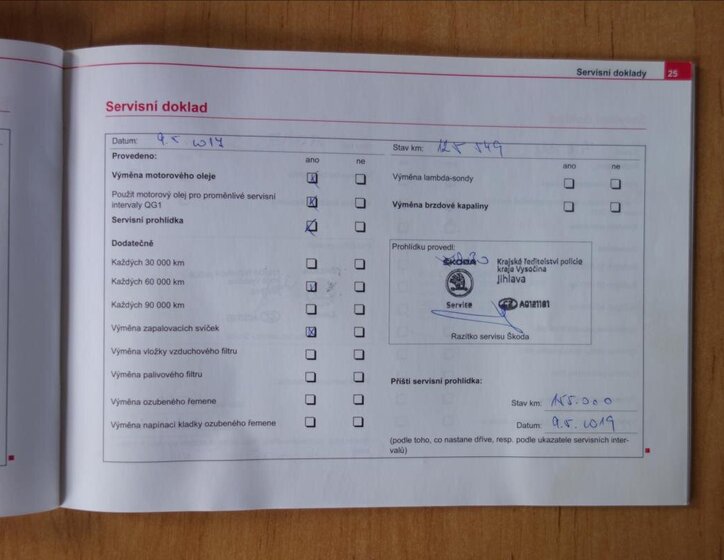 Servisní doklady 25
Servisní doklad
Datum: 9.5. 2017
Provedeno: ano ne
Výměna motorového oleje
Použit motorový olej pro proměnlivé servisní
intervaly QG1
Servisní prohlídka
Dodatečně
Každých 30 000 km
Každých 60 000 km
Každých 90 000 km
Výměna zapalovacích svíček
Výměna vložky vzduchového filtru
Výměna palivového filtru
Výměna ozubeného řemene
Výměna napínací kladky ozubeného řemene
Stav km: 125 549
ano ne
Výměna lambda-sondy
Výměna brzdové kapaliny
Prohlídku provedl:
ŠKODA Krajské ředitelství policie
kraje Vysočina
Jihlava
Service AQ121181
Razítko servisu Škoda
Příští servisní prohlídka:
Stav km: 155.000
Datum: 9.5. 2019
(podle toho, co nastane dříve, resp. podle ukazatele servisních inter-
valů)